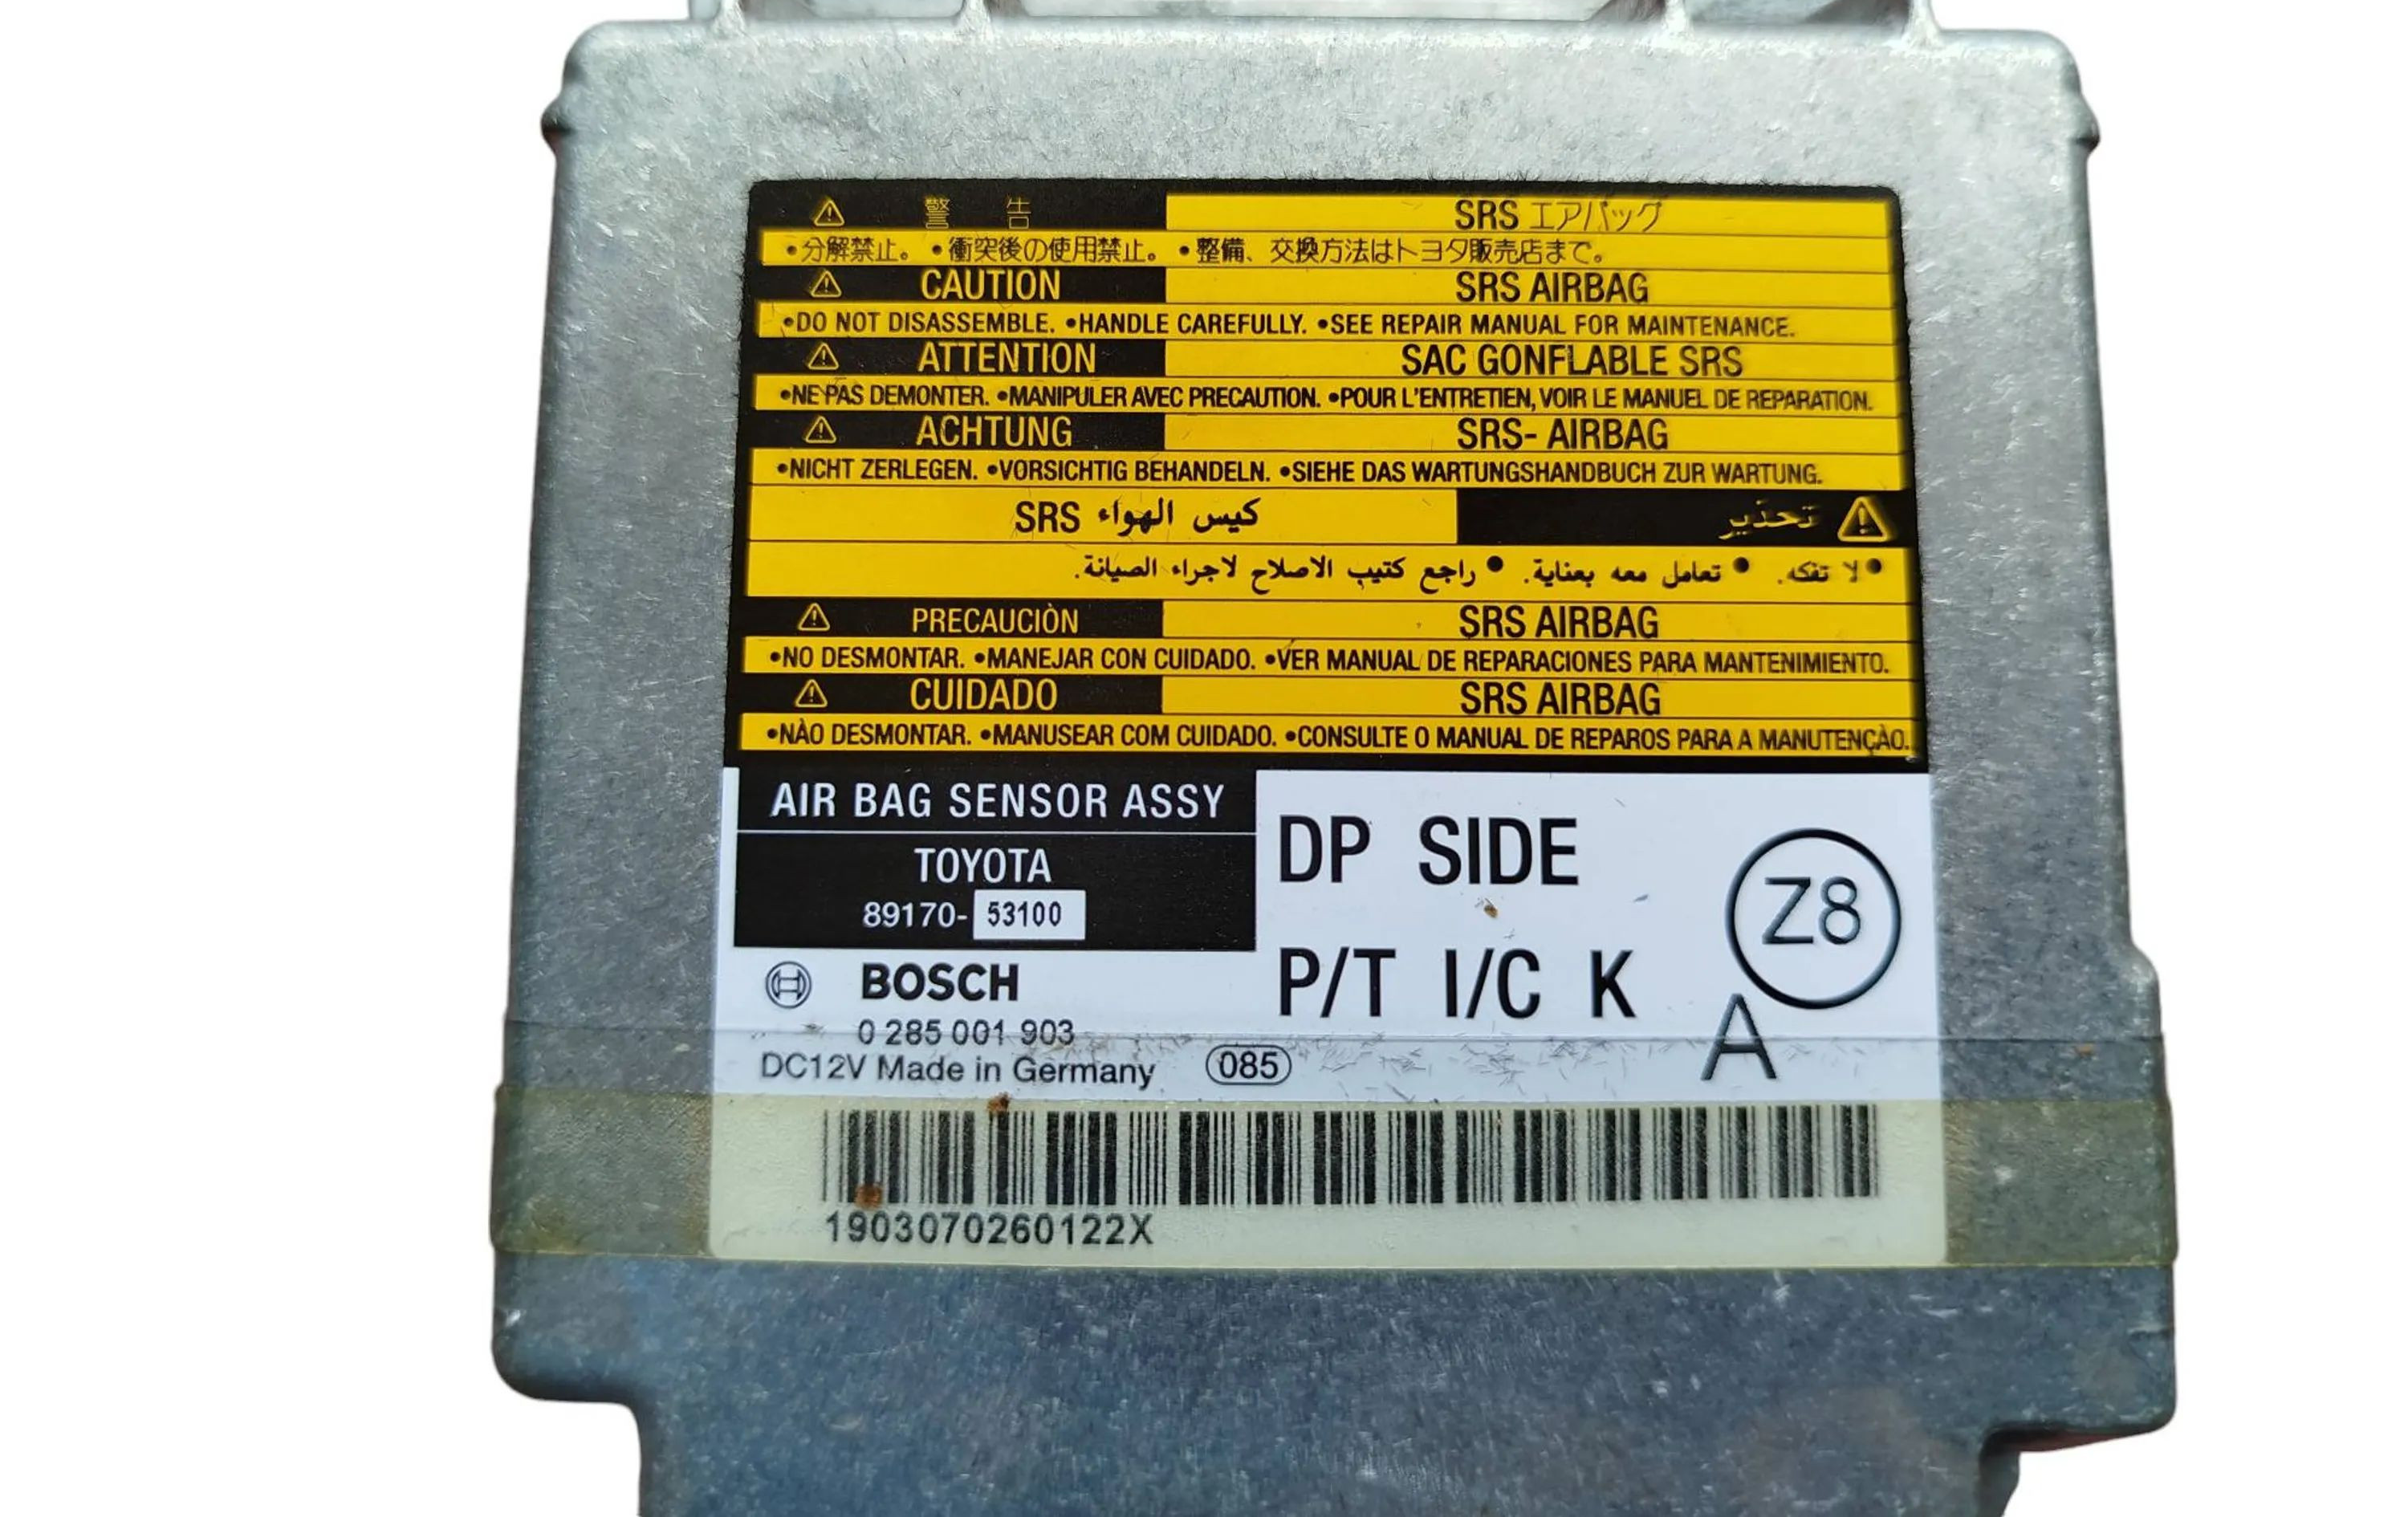 警 告 SRS エアバッグ
•分解禁止。 •衝突後の使用禁止。 •整備、交換方法はトヨタ販売店まで。
CAUTION SRS AIRBAG
•DO NOT DISASSEMBLE. •HANDLE CAREFULLY. •SEE REPAIR MANUAL FOR MAINTENANCE.
ATTENTION SAC GONFLABLE SRS
•NE PAS DEMONTER. •MANIPULER AVEC PRECAUTION. •POUR L'ENTRETIEN, VOIR LE MANUEL DE REPARATION.
ACHTUNG SRS- AIRBAG
•NICHT ZERLEGEN. •VORSICHTIG BEHANDELN. •SIEHE DAS WARTUNGSHANDBUCH ZUR WARTUNG.
تحذير كيس الهواء SRS
• لا تفكه. • تعامل معه بعناية. • راجع كتيب الاصلاح لاجراء الصيانة.
PRECAUCIÒN SRS AIRBAG
•NO DESMONTAR. •MANEJAR CON CUIDADO. •VER MANUAL DE REPARACIONES PARA MANTENIMIENTO.
CUIDADO SRS AIRBAG
•NÀO DESMONTAR. •MANUSEAR COM CUIDADO. •CONSULTE O MANUAL DE REPAROS PARA A MANUTENÇÀO.
AIR BAG SENSOR ASSY
TOYOTA
89170- 53100
DP SIDE
P/T I/C K
Z8
A
BOSCH
0 285 001 903
DC12V Made in Germany 085
1903070260122X